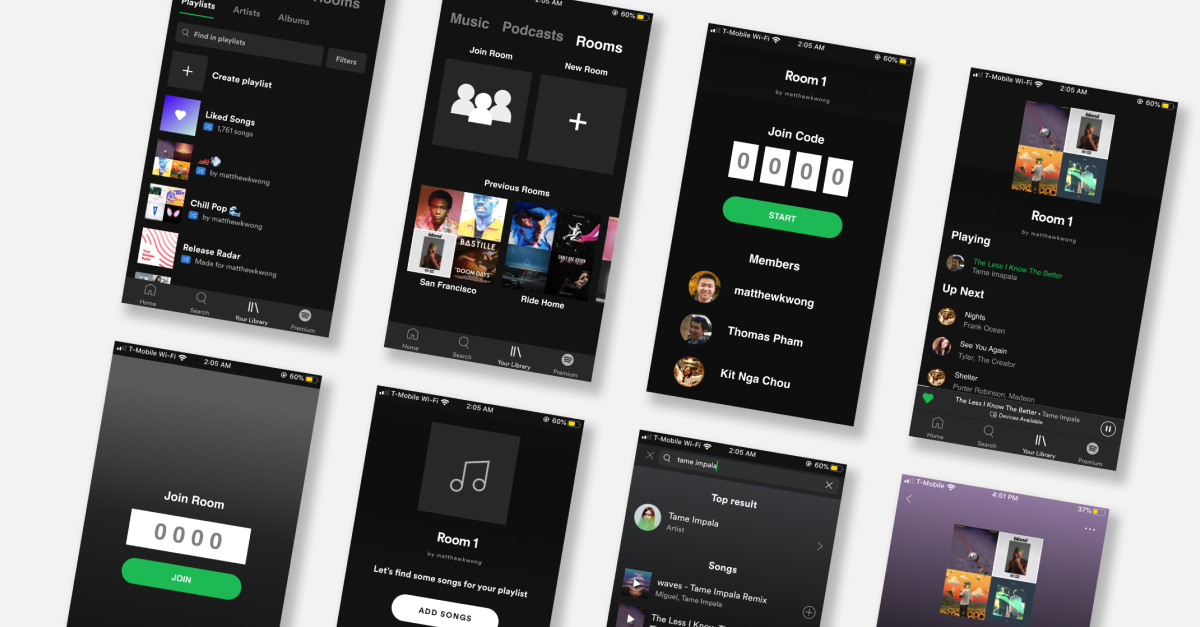 Playlists
Artists
Albums
Rooms
Find in playlists
Filters
Create playlist
Liked Songs
1,761 songs
by matthewkwong
Chill Pop
by matthewkwong
Release Radar
Made for matthewkwong
Home
Search
Your Library
Premium
2:05 AM
60%
Music
Podcasts
Rooms
Join Room
New Room
Previous Rooms
blond
BASTILLE
DOOM DAYS
San Francisco
Ride Home
Home
Search
Your Library
Premium
T-Mobile Wi-Fi
2:05 AM
60%
Room 1
by matthewkwong
Join Code
0 0 0 0
START
Members
matthewkwong
Thomas Pham
Kit Nga Chou
T-Mobile Wi-Fi
2:05 AM
60%
blond
Room 1
by matthewkwong
Playing
The Less I Know The Better
Tame Imapala
Up Next
Nights
Frank Ocean
See You Again
Tyler, The Creator
Shelter
Porter Robinson, Madeon
The Less I Know The Better • Tame Impala
Devices Available
Home
Search
Your Library
Premium
T-Mobile Wi-Fi
2:05 AM
60%
Join Room
0 0 0 0
JOIN
T-Mobile Wi-Fi
2:05 AM
60%
Room 1
by matthewkwong
Let's find some songs for your playlist
ADD SONGS
T-Mobile Wi-Fi
2:05 AM
60%
tame impala
Top result
Tame Impala
Artist
Songs
waves - Tame Impala Remix
Miguel, Tame Impala
The Less I Know The Better
T-Mobile
4:51 PM
37%
blond